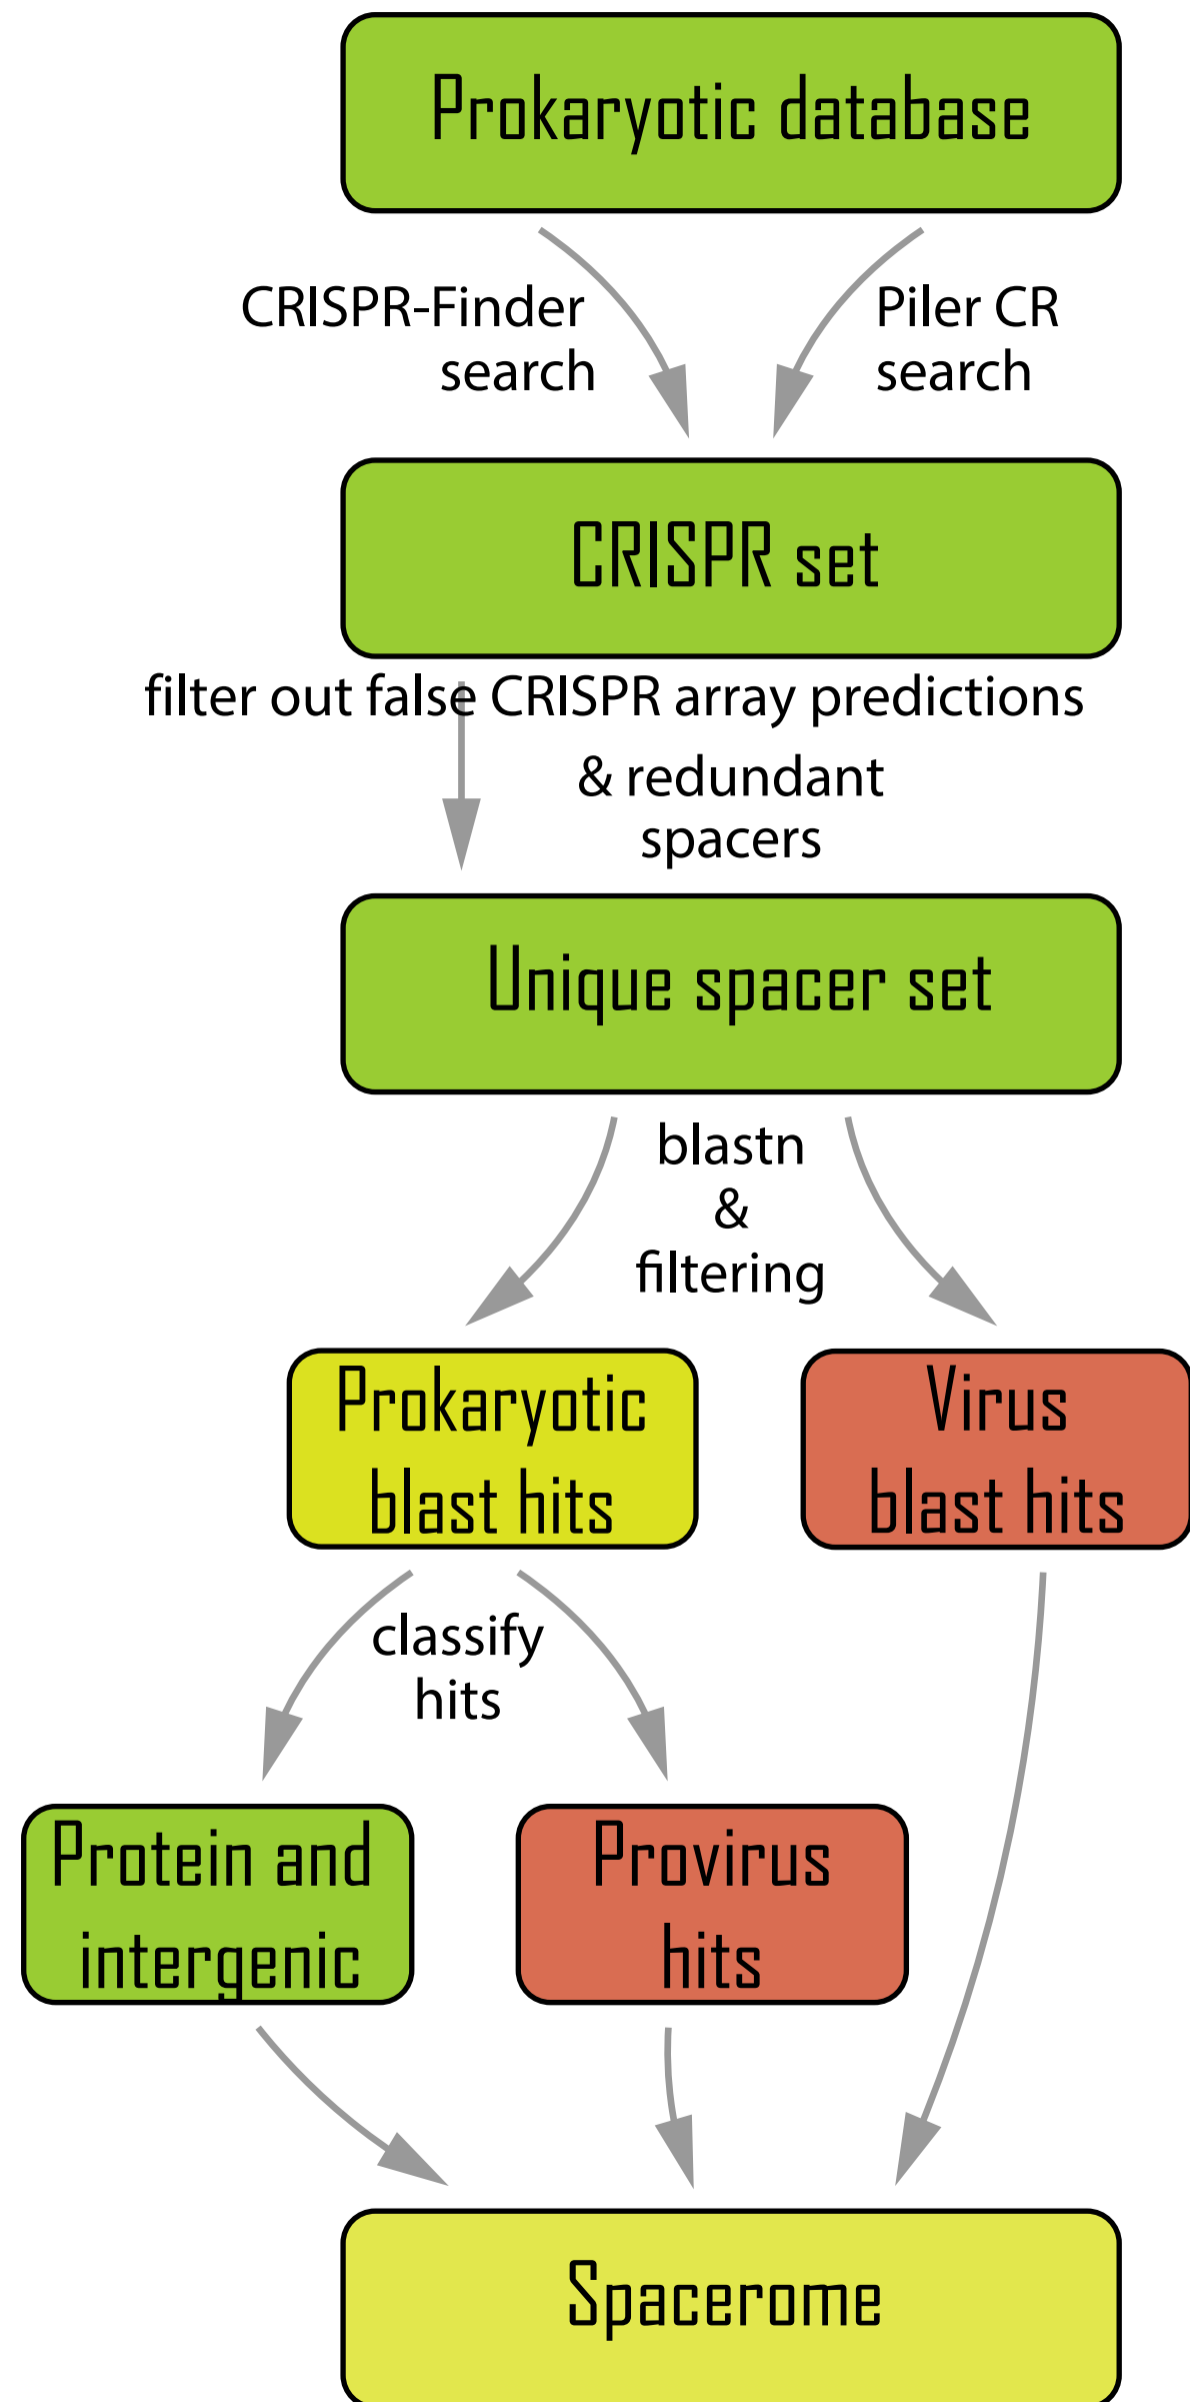 Prokaryotic database
CRISPR-Finder
search
Piler CR
search
CRISPR set
filter out false CRISPR array predictions
& redundant
spacers
Unique spacer set
blastn
&
filtering
Prokaryotic
blast hits
Virus
blast hits
classify
hits
Protein and
intergenic
Provirus
hits
Spacerome